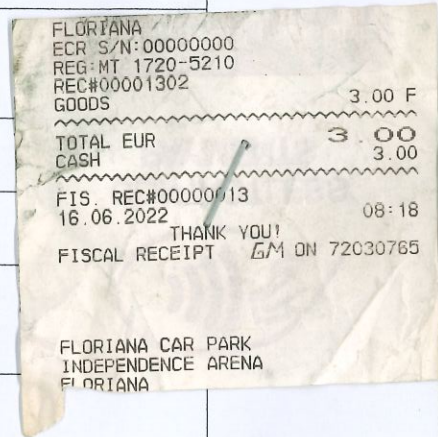 FLORIANA
ECR S/N:00000000
REG:MT 1720-5210
REC#00001302
GOODS 3.00 F
TOTAL EUR 3.00
CASH 3.00
FIS. REC#00000013
16.06.2022 08:18
THANK YOU!
FISCAL RECEIPT GM ON 72030765
FLORIANA CAR PARK
INDEPENDENCE ARENA
FLORIANA